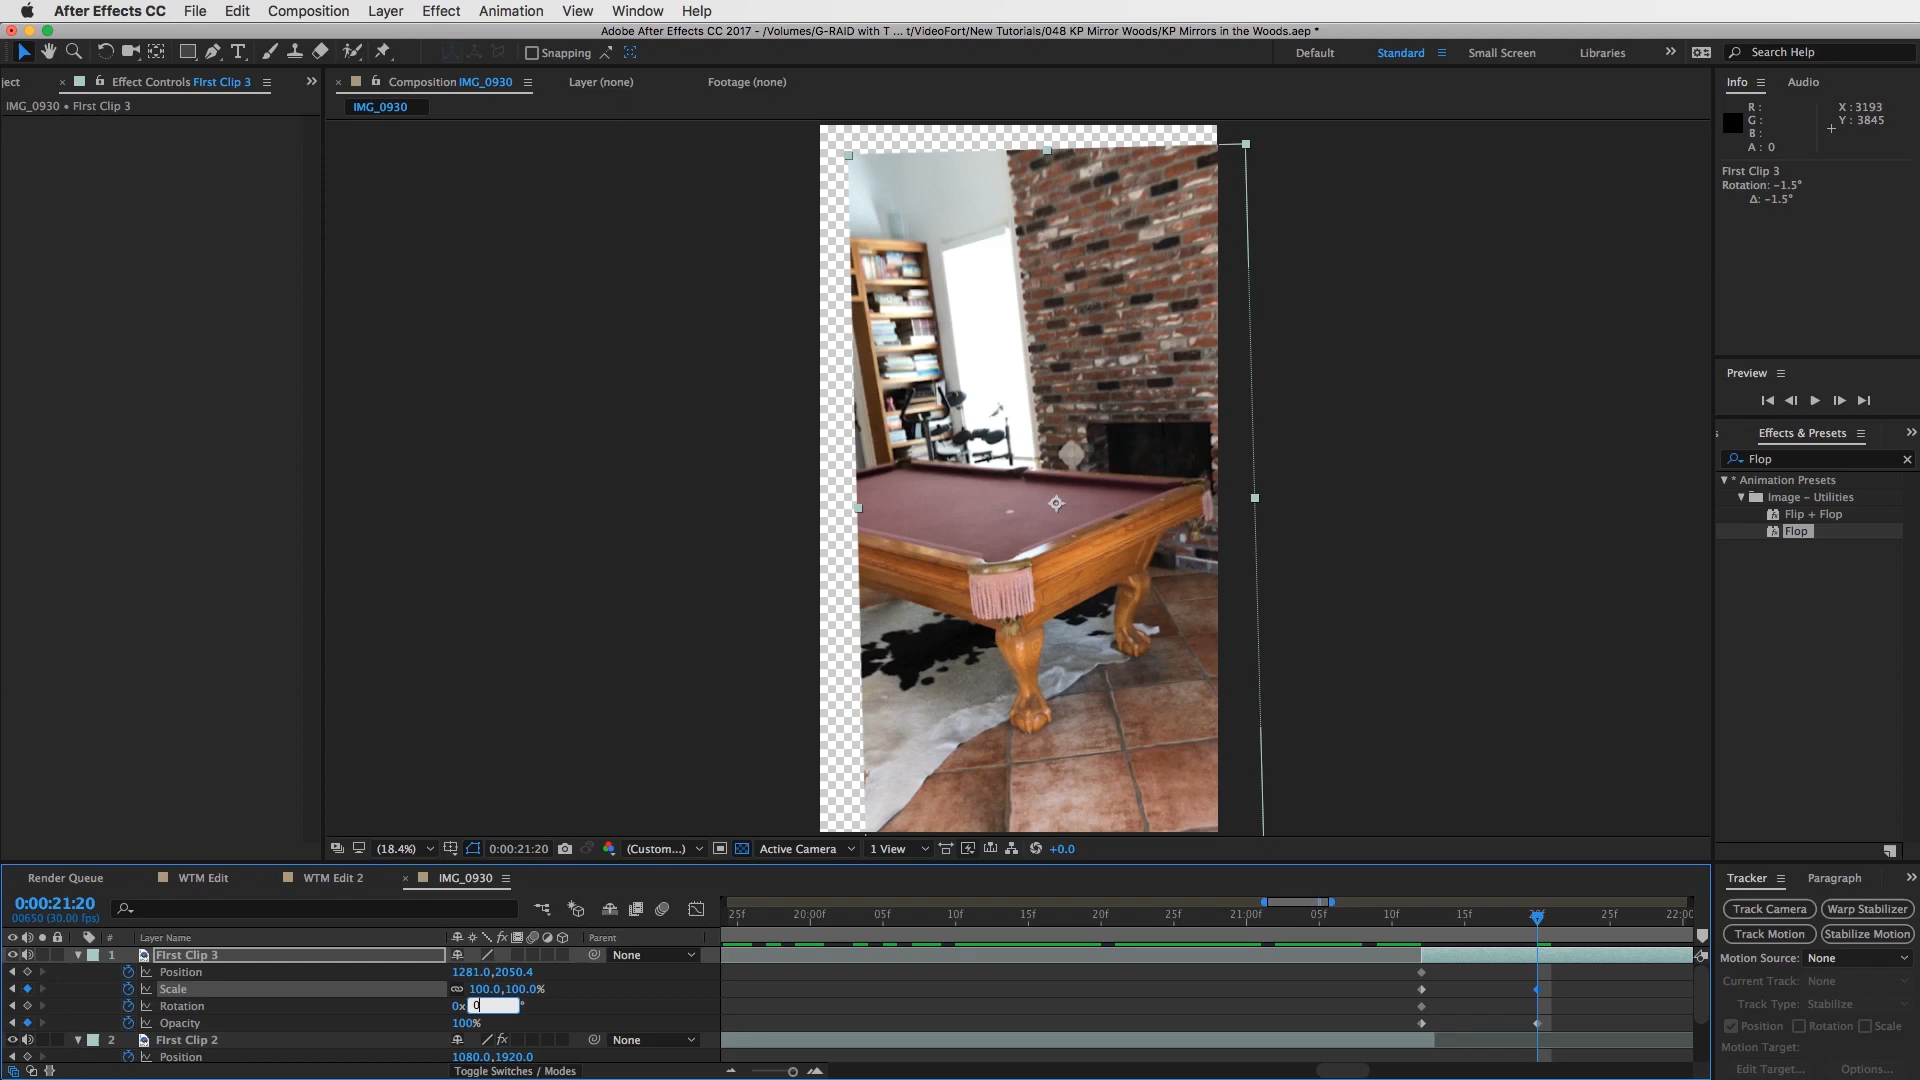 After Effects CC File Edit Composition Layer Effect Animation View Window Help
Adobe After Effects CC 2017 - /Volumes/G-RAID with T ... t/VideoFort/New Tutorials/048 KP Mirror Woods/KP Mirrors in the Woods.aep *
Snapping Default Standard Small Screen Libraries Search Help
ject Effect Controls FIrst Clip 3 Composition IMG_0930 Layer (none) Footage (none) Info Audio
IMG_0930 • FIrst Clip 3 IMG_0930
R : X : 3193
G : Y : 3845
B :
A : 0
FIrst Clip 3
Rotation: -1.5°
Δ: -1.5°
Preview
Effects & Presets
Flop
* Animation Presets
Image - Utilities
Flip + Flop
Flop
(18.4%) 0:00:21:20 (Custom...) Active Camera 1 View +0.0
Render Queue WTM Edit WTM Edit 2 IMG_0930 Tracker Paragraph
0:00:21:20
00650 (30.00 fps)
25f 20:00f 05f 10f 15f 20f 25f 21:00f 05f 10f 15f 25f 22:00
# Layer Name Parent
1 FIrst Clip 3 None
Position 1281.0,2050.4
Scale 100.0,100.0%
Rotation 0x 0 °
Opacity 100%
2 FIrst Clip 2 None
Position 1080.0,1920.0
Toggle Switches / Modes
Track Camera Warp Stabilizer
Track Motion Stabilize Motion
Motion Source: None
Current Track: None
Track Type: Stabilize
Position Rotation Scale
Motion Target:
Edit Target... Options...